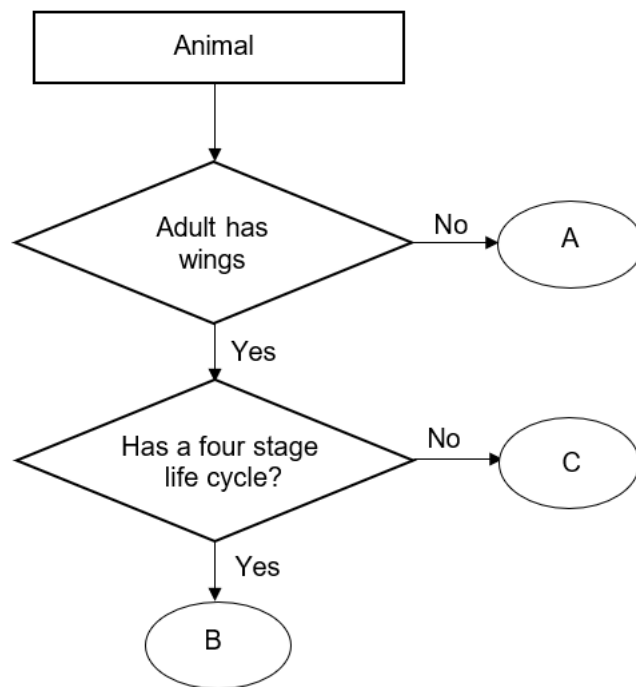 Animal
Adult has
wings
No
A
Yes
Has a four stage
life cycle?
No
C
Yes
B